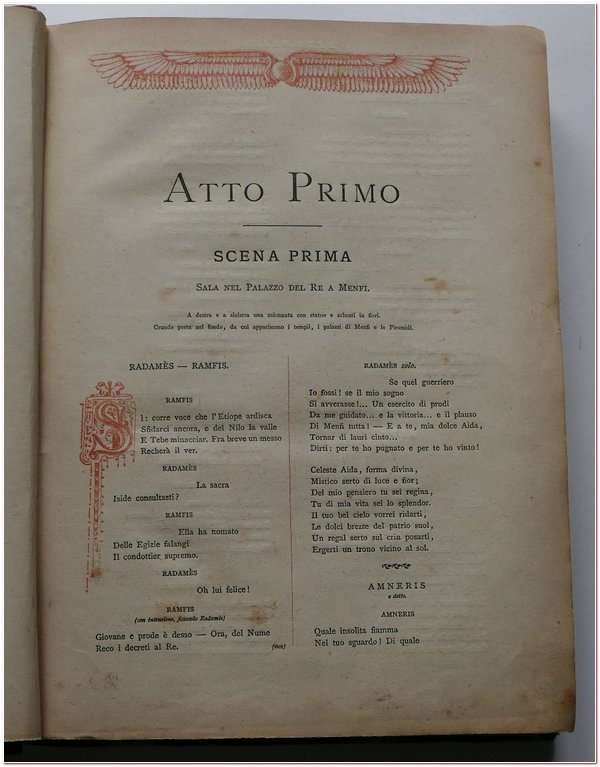 ATTO PRIMO
SCENA PRIMA
SALA NEL PALAZZO DEL RE A MENFI.
A destra e a sinistra una colonnata con statue e arbusti in fiori.
Grande porta nel fondo, da cui appariscono i tempii, i palazzi di Menfi e le Piramidi.
RADAMÈS — RAMFIS.
RAMFIS
Sì: corre voce che l'Etiope ardisca
Sfidarci ancora, e del Nilo la valle
E Tebe minacciar. Fra breve un messo
Recherà il ver.
RADAMÈS
La sacra
Iside consultasti?
RAMFIS
Ella ha nomato
Delle Egizie falangi
Il condottier supremo.
RADAMÈS
Oh lui felice!
RAMFIS
(con intensione, fissando Radamès)
Giovane e prode è desso — Ora, del Nume
Reco i decreti al Re.
(esce)
RADAMÈS solo.
Se quel guerriero
Io fossi! se il mio sogno
Si avverasse!... Un esercito di prodi
Da me guidato... e la vittoria... e il plauso
Di Menfi tutta! — E a te, mia dolce Aida,
Tornar di lauri cinto...
Dirti: per te ho pugnato e per te ho vinto!
Celeste Aida, forma divina,
Mistico serto di luce e fior;
Del mio pensiero tu sei regina,
Tu di mia vita sei lo splendor.
Il tuo bel cielo vorrei ridarti,
Le dolci brezze del patrio suol,
Un regal serto sul crin posarti,
Ergerti un trono vicino al sol.
AMNERIS
e detto.
AMNERIS
Quale insolita fiamma
Nel tuo sguardo! Di quale